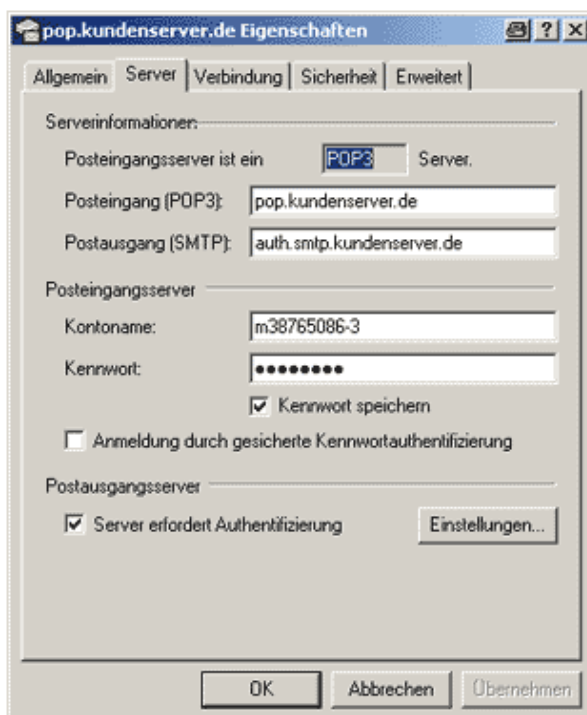 pop.kundenserver.de Eigenschaften
Allgemein Server Verbindung Sicherheit Erweitert
Serverinformationen:
Posteingangsserver ist ein POP3 Server.
Posteingang (POP3): pop.kundenserver.de
Postausgang (SMTP): auth.smtp.kundenserver.de
Posteingangsserver
Kontoname: m38765086-3
Kennwort: ●●●●●●●●
Kennwort speichern
Anmeldung durch gesicherte Kennwortauthentifizierung
Postausgangsserver
Server erfordert Authentifizierung Einstellungen...
OK Abbrechen Übernehmen